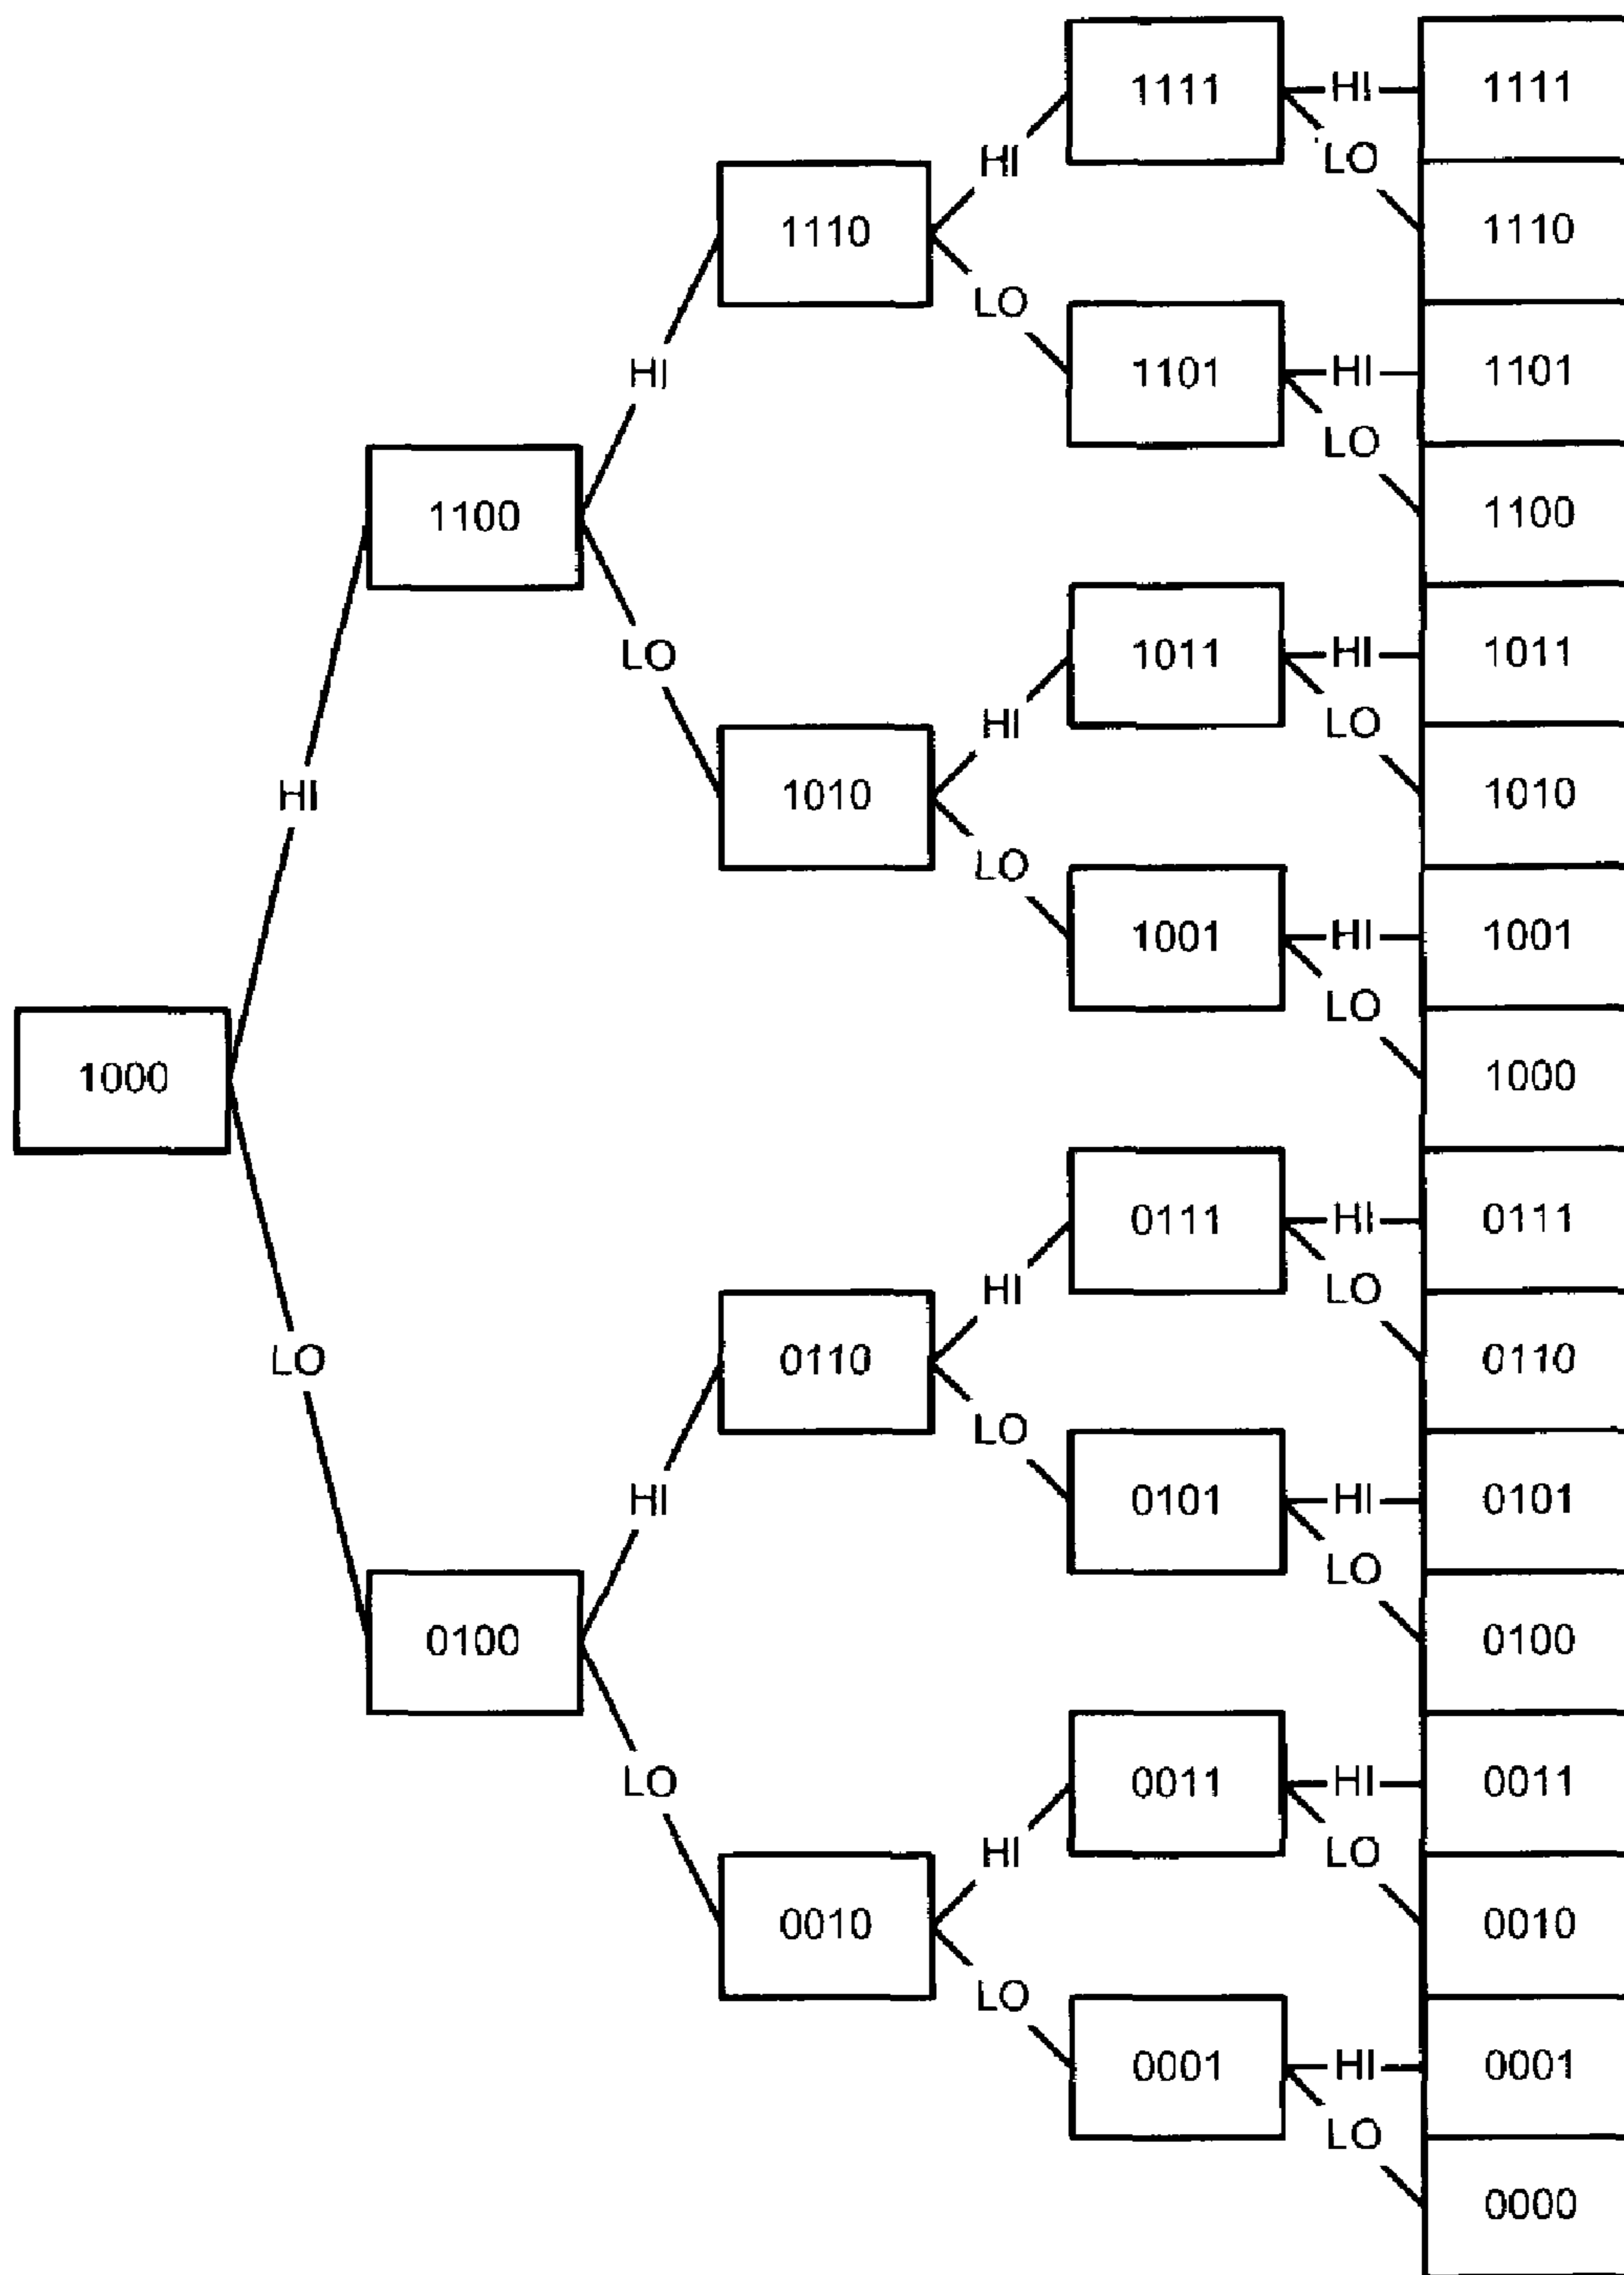 1111 HI 1111
HI LO
1110 1110
LO
1101 HI 1101
HI LO
1100 1100
1011 HI 1011
LO HI LO
1010 1010
HI
LO
1001 HI 1001
LO
1000 1000
0111 HI 0111
HI LO
LO 0110 0110
LO
HI 0101 HI 0101
LO
0100 0100
LO 0011 HI 0011
HI LO
0010 0010
LO
0001 HI 0001
LO
0000